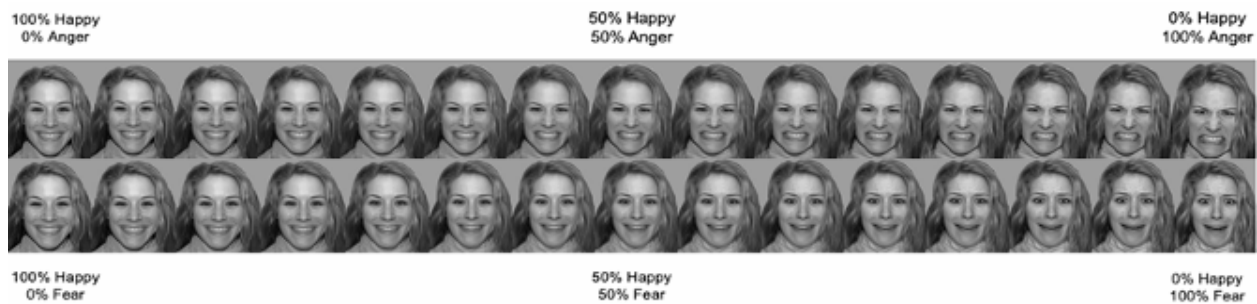 100% Happy
0% Anger
50% Happy
50% Anger
0% Happy
100% Anger
100% Happy
0% Fear
50% Happy
50% Fear
0% Happy
100% Fear